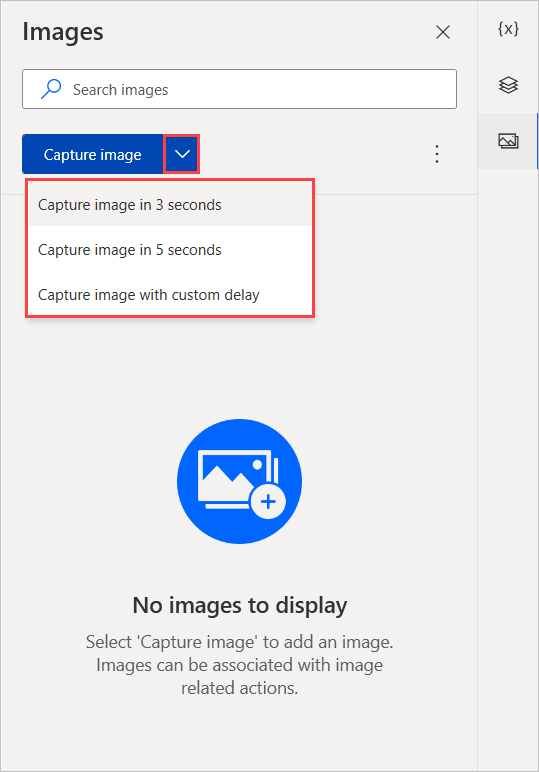 Images
{x}
Search images
Capture image
Capture image in 3 seconds
Capture image in 5 seconds
Capture image with custom delay
No images to display
Select 'Capture image' to add an image.
Images can be associated with image
related actions.